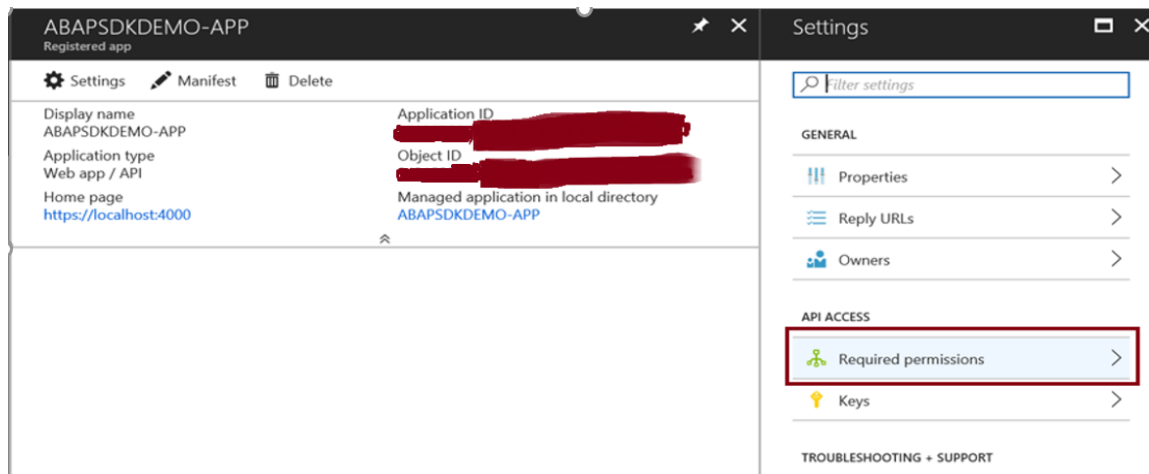 ABAPSDKDEMO-APP
Registered app
Settings
Manifest
Delete
Display name
ABAPSDKDEMO-APP
Application type
Web app / API
Home page
https://localhost:4000
Application ID
Object ID
Managed application in local directory
ABAPSDKDEMO-APP
Settings
Filter settings
GENERAL
Properties
Reply URLs
Owners
API ACCESS
Required permissions
Keys
TROUBLESHOOTING + SUPPORT